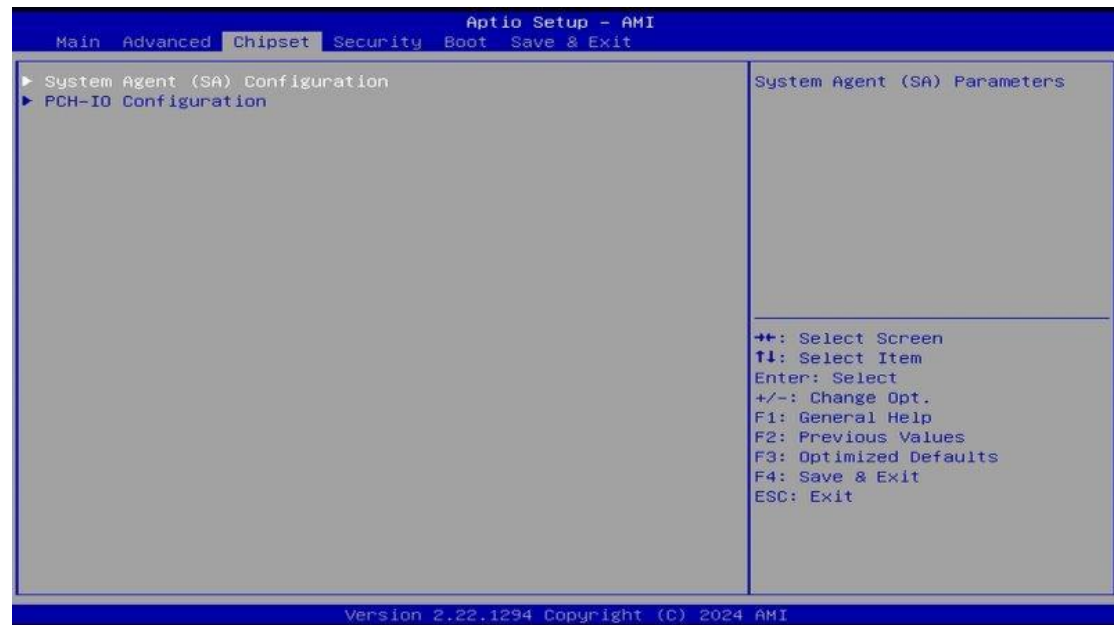 Aptio Setup – AMI
Main Advanced Chipset Security Boot Save & Exit
▶ System Agent (SA) Configuration
▶ PCH-IO Configuration
System Agent (SA) Parameters
→←: Select Screen
↑↓: Select Item
Enter: Select
+/-: Change Opt.
F1: General Help
F2: Previous Values
F3: Optimized Defaults
F4: Save & Exit
ESC: Exit
Version 2.22.1294 Copyright (C) 2024 AMI